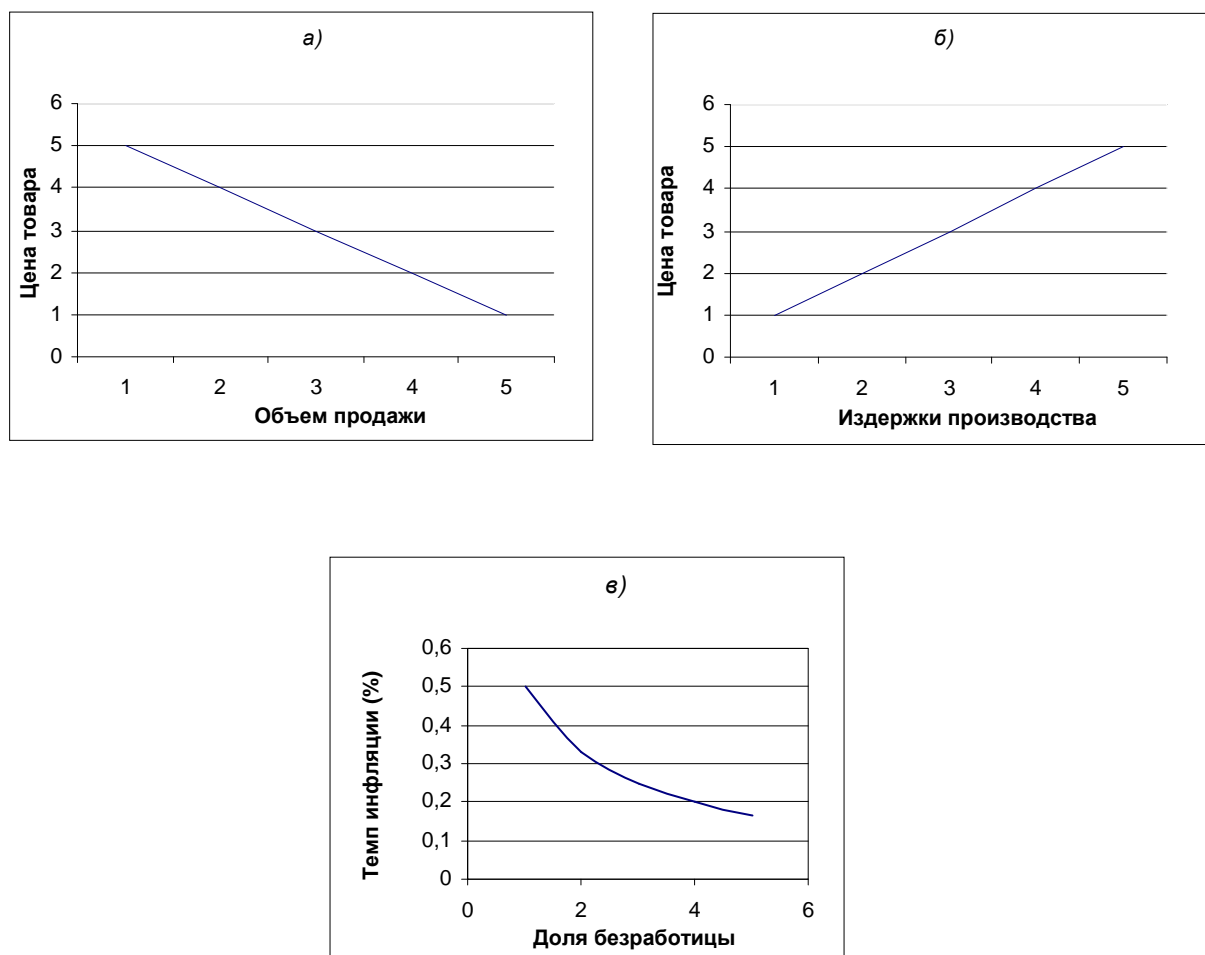 а)
Цена товара
6
5
4
3
2
1
0
1 2 3 4 5
Объем продажи
б)
Цена товара
6
5
4
3
2
1
0
1 2 3 4 5
Издержки производства
в)
Темп инфляции (%)
0,6
0,5
0,4
0,3
0,2
0,1
0
0 2 4 6
Доля безработицы